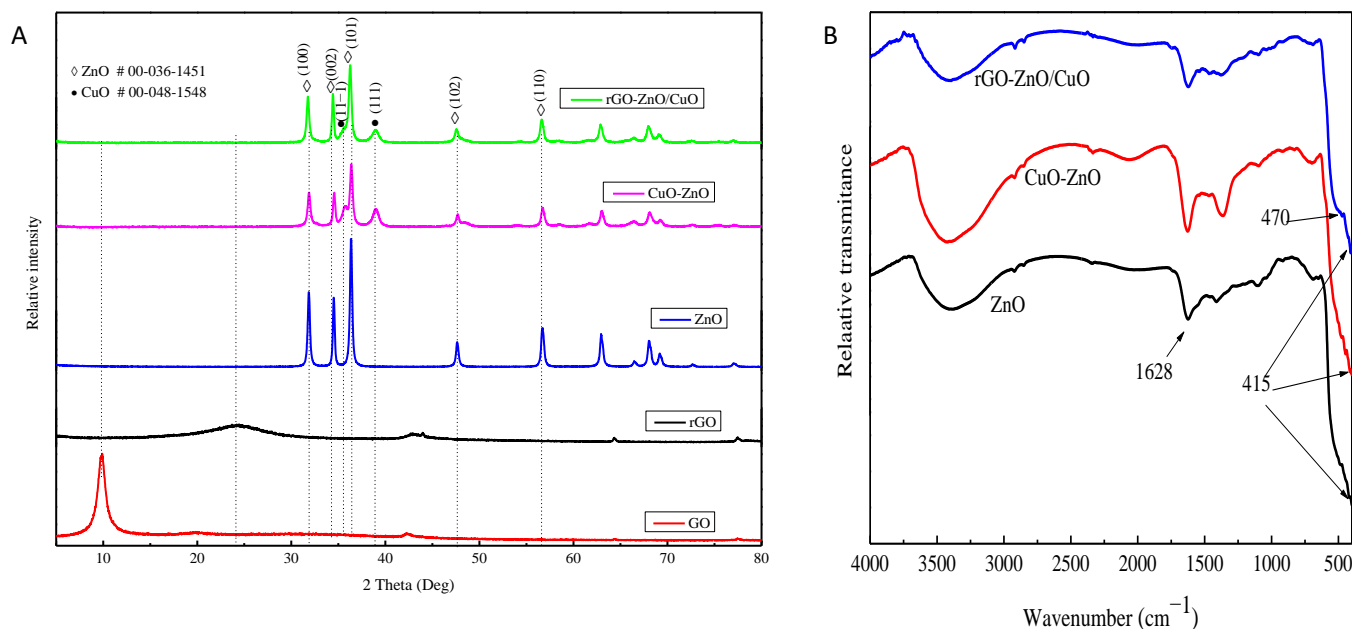 A
◊ ZnO # 00-036-1451
● CuO # 00-048-1548
◊ (100)
◊ (002)
● (11−1)
◊ (101)
● (111)
◊ (102)
◊ (110)
rGO-ZnO/CuO
CuO-ZnO
ZnO
rGO
GO
Relative intensity
10 20 30 40 50 60 70 80
2 Theta (Deg)
B
rGO-ZnO/CuO
CuO-ZnO
470
ZnO
1628
415
Relaative transmitance
4000 3500 3000 2500 2000 1500 1000 500
Wavenumber (cm⁻¹)